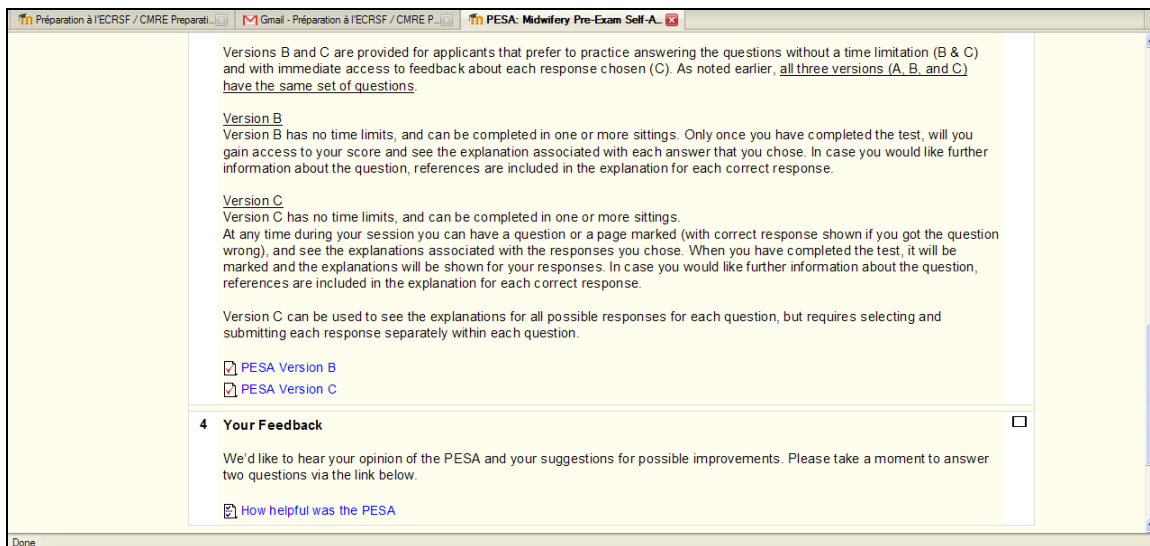 Préparation à l'ECRSF / CMRE Preparati...
Gmail - Préparation à l'ECRSF / CMRE P...
PESA: Midwifery Pre-Exam Self-A...
Versions B and C are provided for applicants that prefer to practice answering the questions without a time limitation (B & C)
and with immediate access to feedback about each response chosen (C). As noted earlier, all three versions (A, B, and C)
have the same set of questions.
Version B
Version B has no time limits, and can be completed in one or more sittings. Only once you have completed the test, will you
gain access to your score and see the explanation associated with each answer that you chose. In case you would like further
information about the question, references are included in the explanation for each correct response.
Version C
Version C has no time limits, and can be completed in one or more sittings.
At any time during your session you can have a question or a page marked (with correct response shown if you got the question
wrong), and see the explanations associated with the responses you chose. When you have completed the test, it will be
marked and the explanations will be shown for your responses. In case you would like further information about the question,
references are included in the explanation for each correct response.
Version C can be used to see the explanations for all possible responses for each question, but requires selecting and
submitting each response separately within each question.
PESA Version B
PESA Version C
4 Your Feedback
We'd like to hear your opinion of the PESA and your suggestions for possible improvements. Please take a moment to answer
two questions via the link below.
How helpful was the PESA
Done